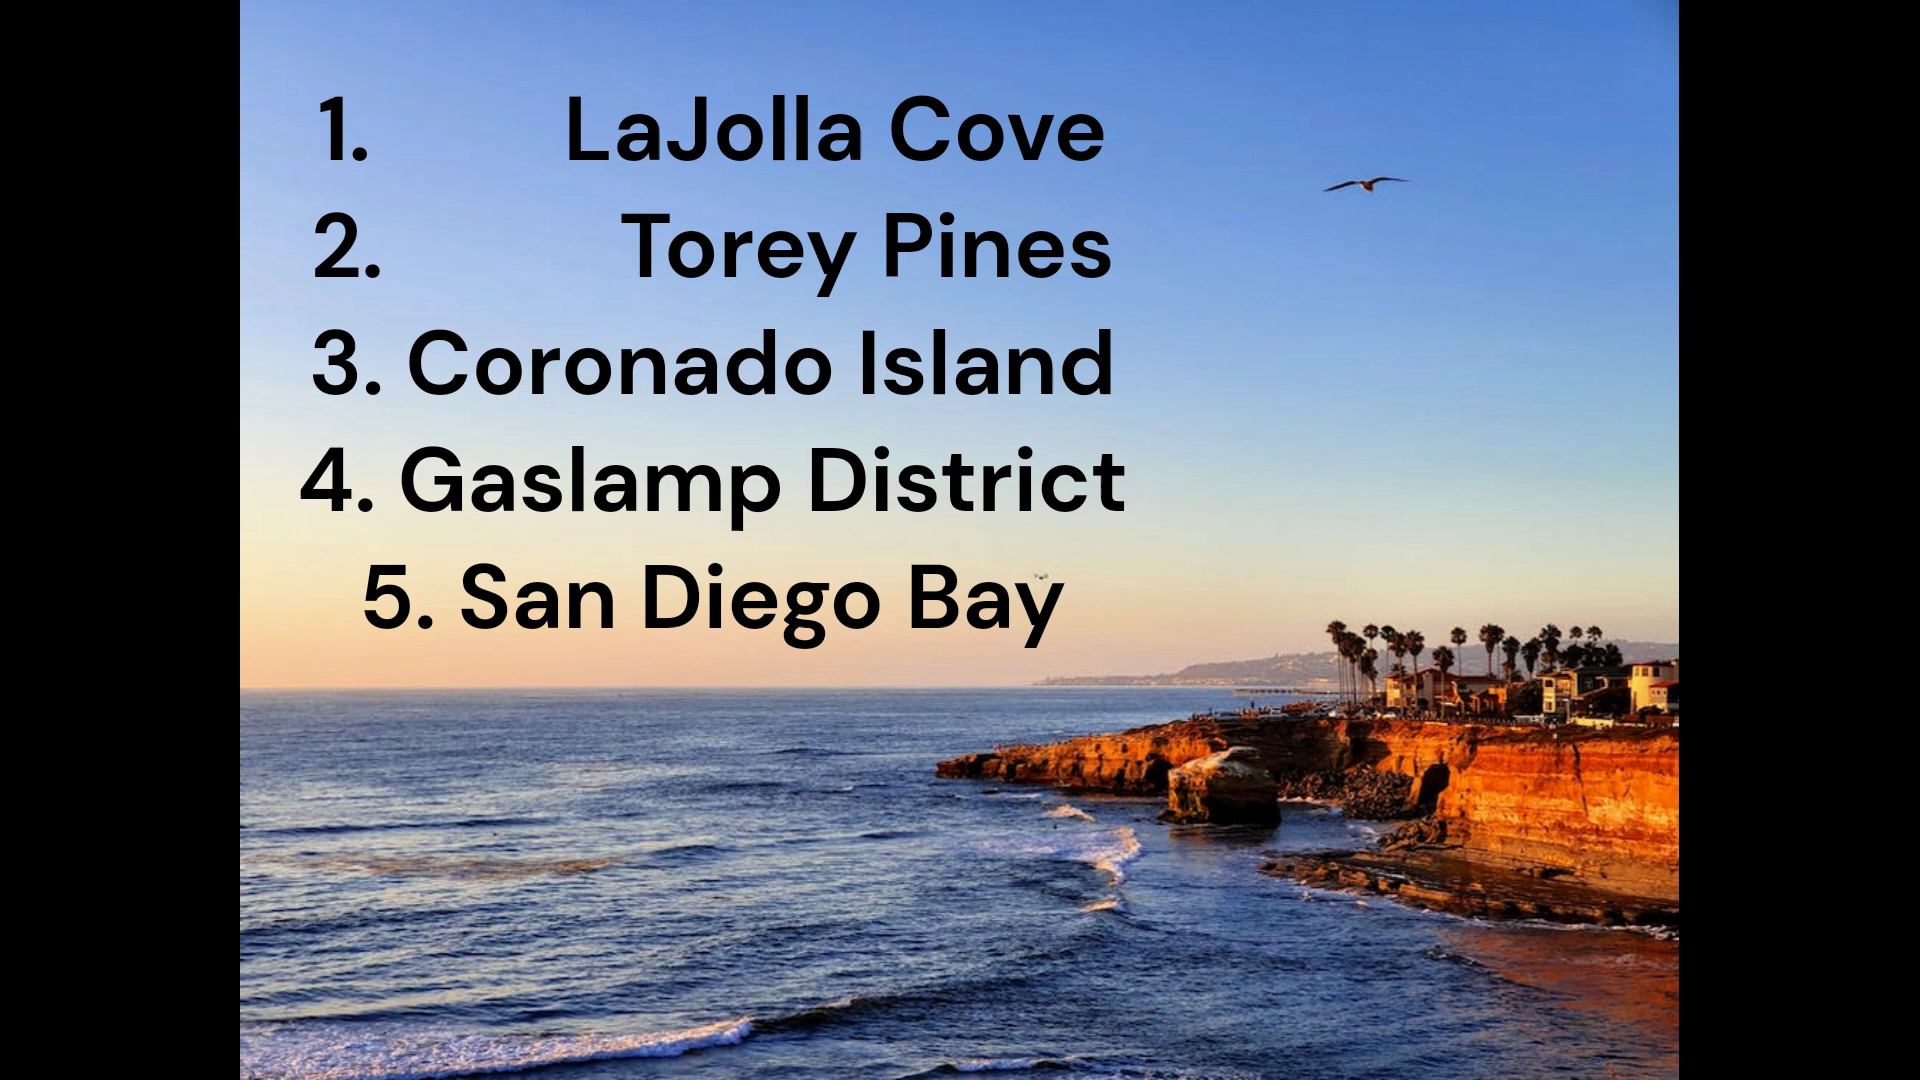 1. LaJolla Cove
2. Torey Pines
3. Coronado Island
4. Gaslamp District
5. San Diego Bay